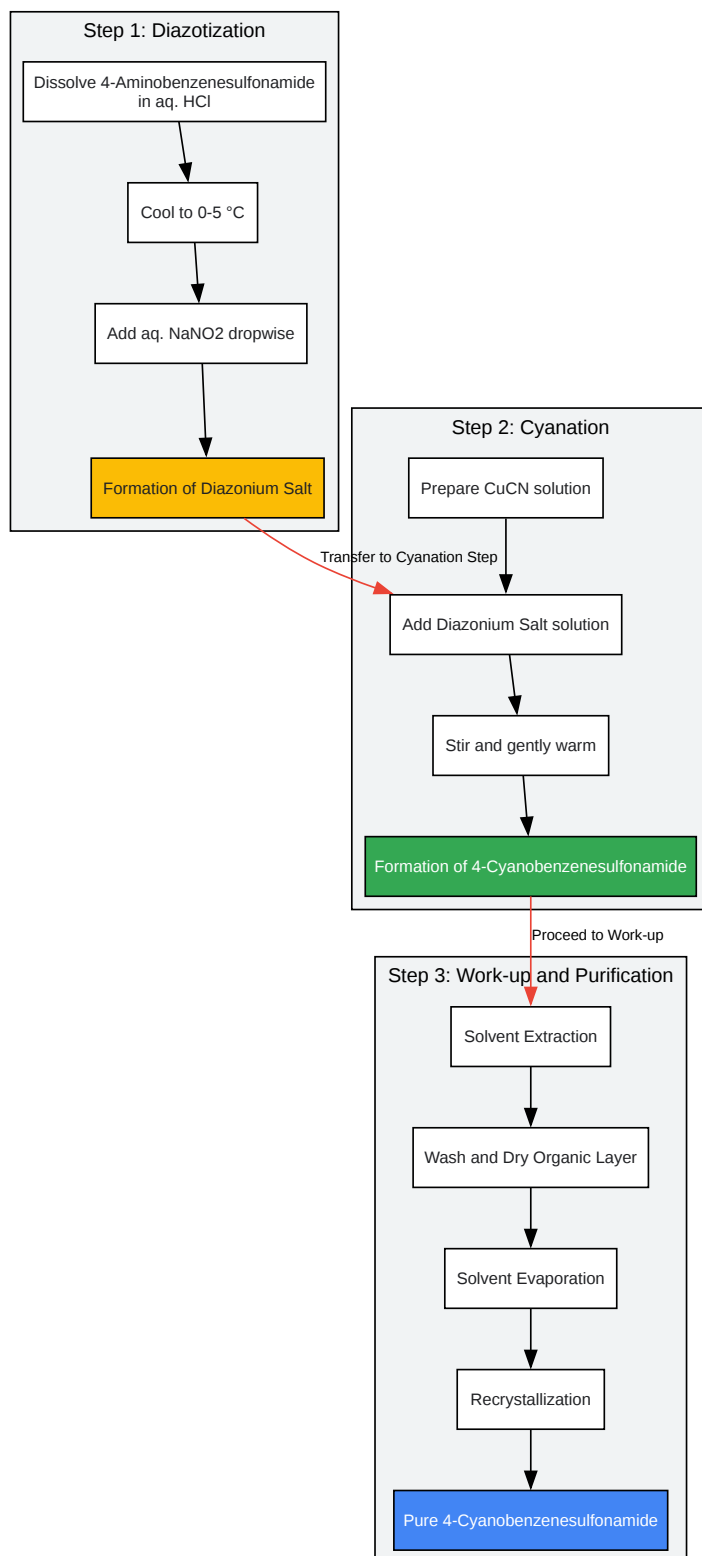 Step 1: Diazotization
Dissolve 4-Aminobenzenesulfonamide
in aq. HCl
Cool to 0-5 °C
Add aq. NaNO2 dropwise
Formation of Diazonium Salt
Transfer to Cyanation Step
Step 2: Cyanation
Prepare CuCN solution
Add Diazonium Salt solution
Stir and gently warm
Formation of 4-Cyanobenzenesulfonamide
Proceed to Work-up
Step 3: Work-up and Purification
Solvent Extraction
Wash and Dry Organic Layer
Solvent Evaporation
Recrystallization
Pure 4-Cyanobenzenesulfonamide